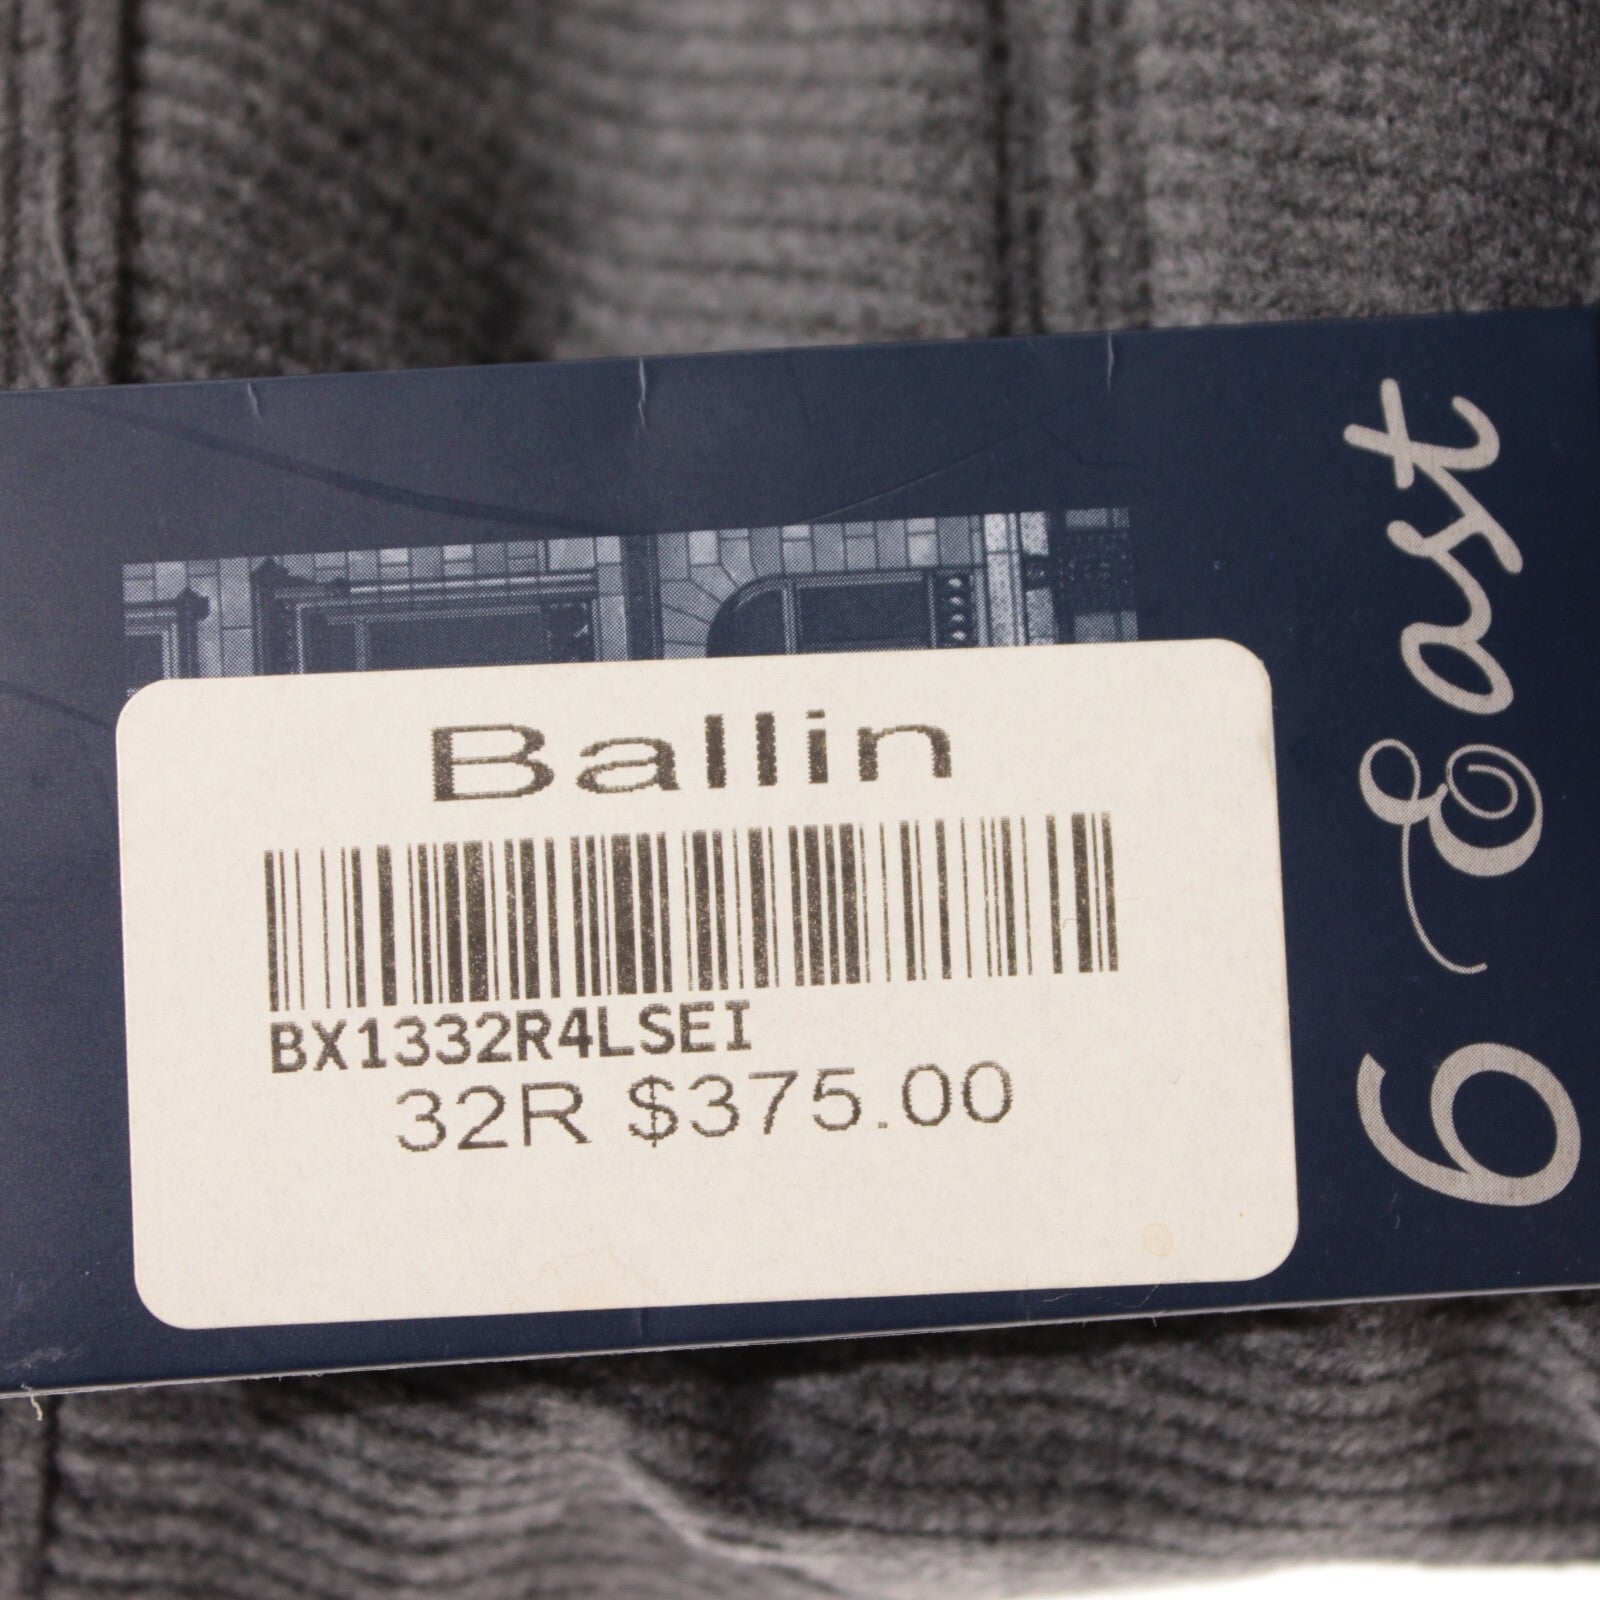 Ballin
BX1332R4LSEI
32R $375.00
6 East